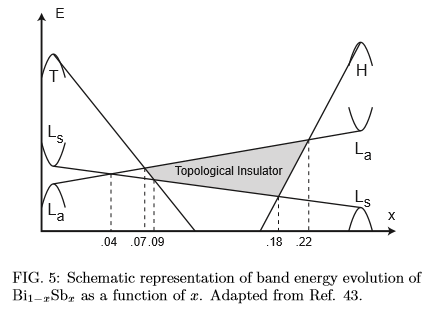 E
T
H
Ls
La
Topological Insulator
La
Ls
x
.04 .07 .09 .18 .22
FIG. 5: Schematic representation of band energy evolution of
Bi₁₋ₓSbₓ as a function of x. Adapted from Ref. 43.